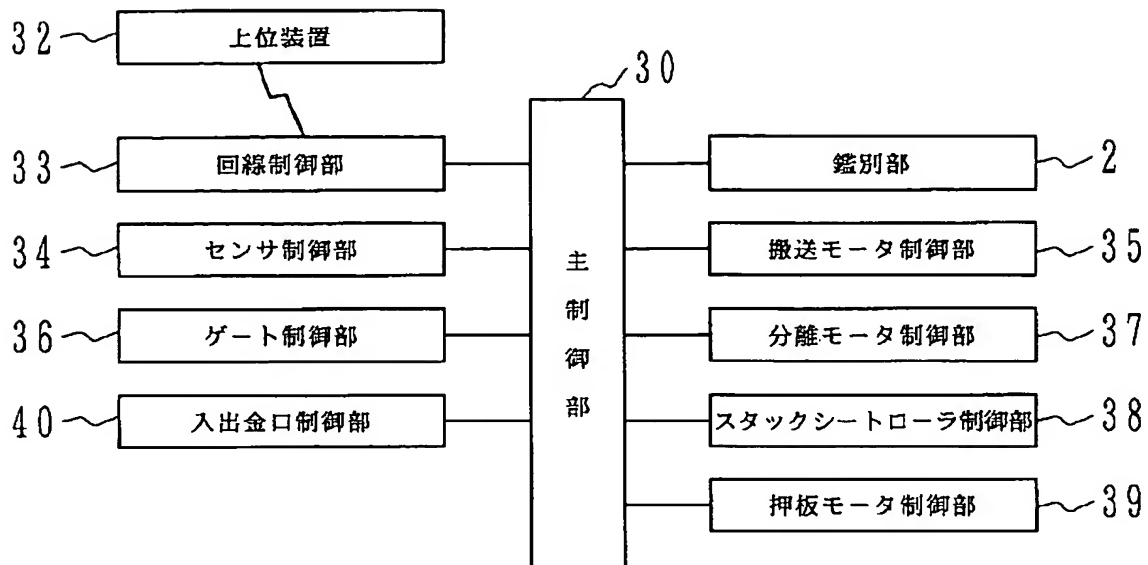 32 上位装置
30
33 回線制御部
鑑別部 2
34 センサ制御部
搬送モータ制御部 35
主制御部
36 ゲート制御部
分離モータ制御部 37
40 入出金口制御部
スタックシートローラ制御部 38
押板モータ制御部 39